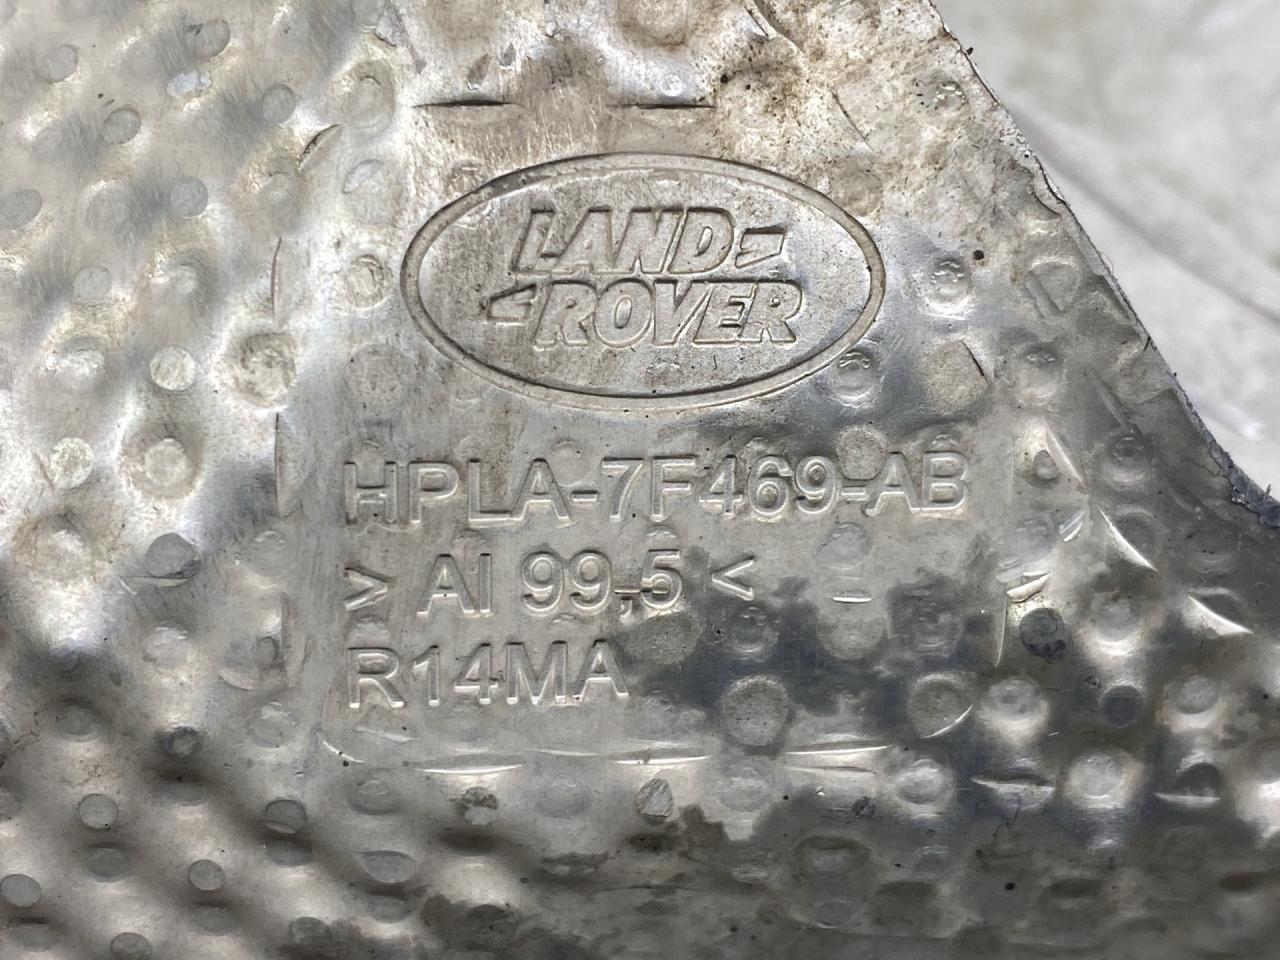 LAND
ROVER
HPLA-7F469-AB
> Al 99,5 <
R14MA